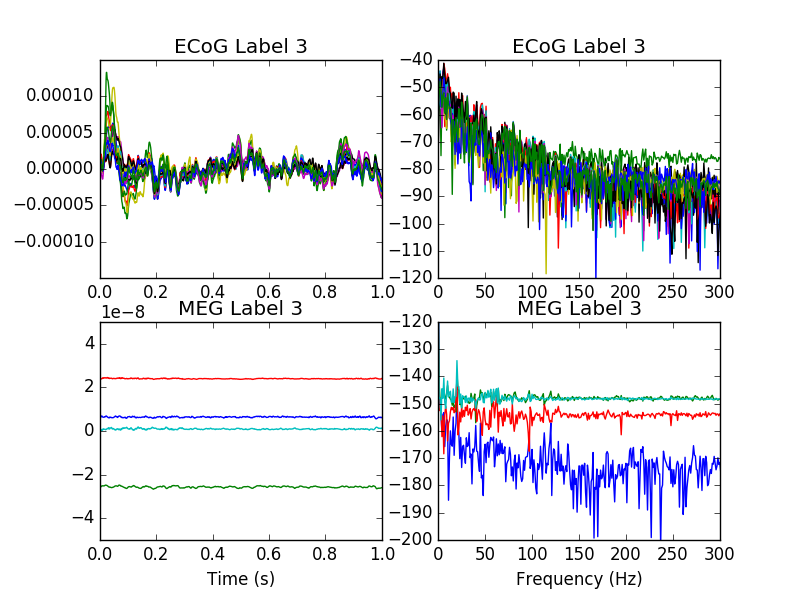 ECoG Label 3
0.00010
0.00005
0.00000
−0.00005
−0.00010
0.0 0.2 0.4 0.6 0.8 1.0
ECoG Label 3
−40
−50
−60
−70
−80
−90
−100
−110
−120
0 50 100 150 200 250 300
MEG Label 3
1e−8
4
2
0
−2
−4
0.0 0.2 0.4 0.6 0.8 1.0
Time (s)
MEG Label 3
−120
−130
−140
−150
−160
−170
−180
−190
−200
0 50 100 150 200 250 300
Frequency (Hz)